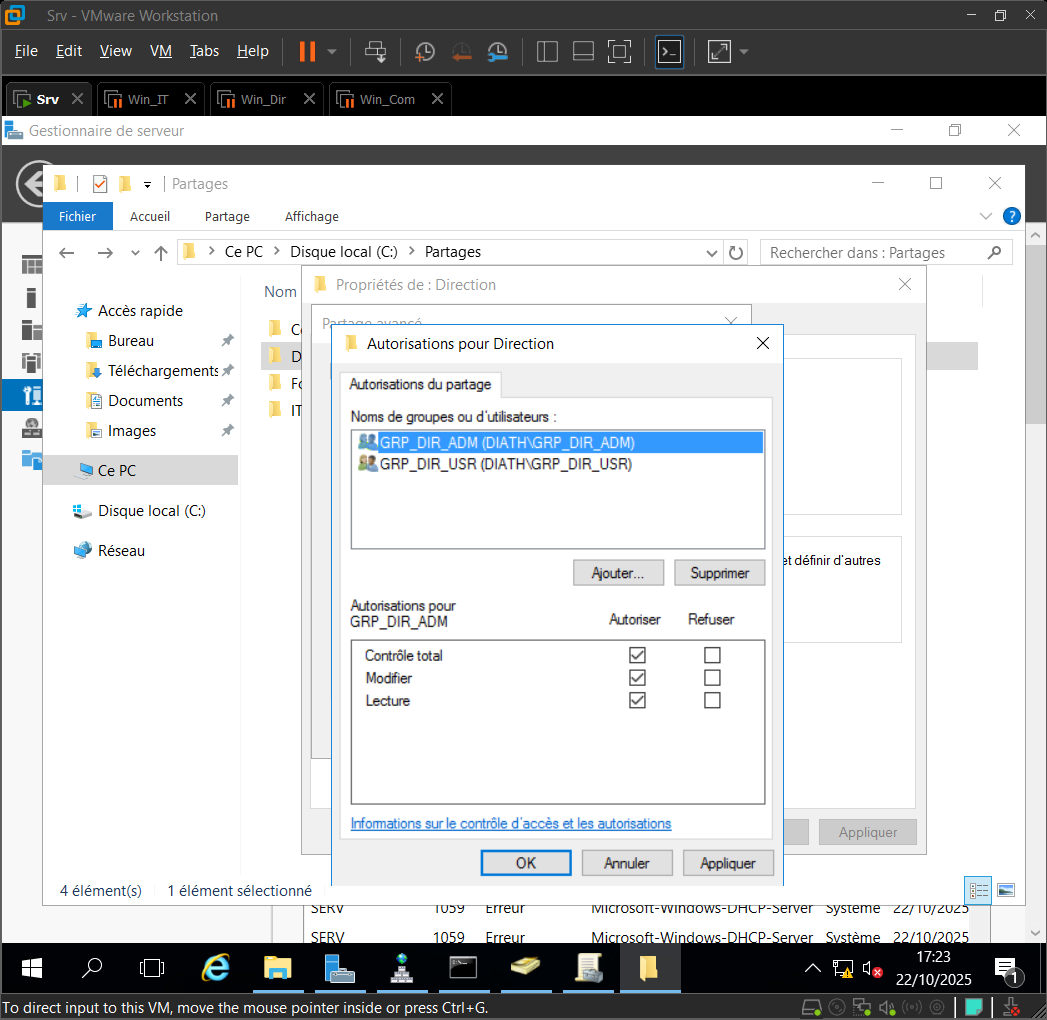 Srv - VMware Workstation
File Edit View VM Tabs Help
Srv Win_IT Win_Dir Win_Com
Gestionnaire de serveur
Partages
Fichier Accueil Partage Affichage
Ce PC Disque local (C:) Partages
Rechercher dans : Partages
Nom
Propriétés de : Direction
Accès rapide
Partage avancé
Bureau
Autorisations pour Direction
Téléchargements
Autorisations du partage
Documents
Noms de groupes ou d'utilisateurs :
Images
GRP_DIR_ADM (DIATH\GRP_DIR_ADM)
GRP_DIR_USR (DIATH\GRP_DIR_USR)
Ce PC
Disque local (C:)
Réseau
IT
et définir d'autres
Ajouter... Supprimer
Autorisations pour
GRP_DIR_ADM
Autoriser Refuser
Contrôle total
Modifier
Lecture
Informations sur le contrôle d'accès et les autorisations
Appliquer
OK Annuler Appliquer
4 élément(s) 1 élément sélectionné
SERV 1059 Erreur Microsoft-Windows-DHCP-Server Système 22/10/2025
SERV 1059 Erreur Microsoft-Windows-DHCP-Server Système 22/10/2025
17:23
22/10/2025
1
To direct input to this VM, move the mouse pointer inside or press Ctrl+G.